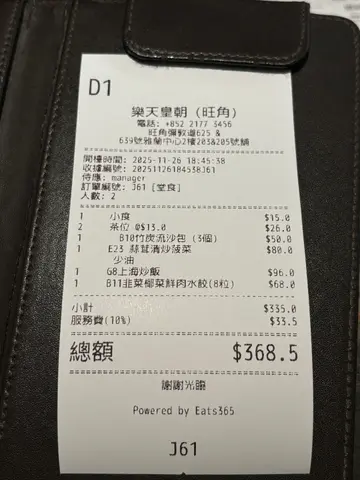 D1
樂天皇朝 (旺角)
電話: +852 2177 3456
旺角彌敦道625 &
639號雅蘭中心2樓203&205號舖
開檯時間: 2025-11-26 18:45:38
收據編號: 20251126184538J61
侍應: manager
訂單編號: J61 [堂食]
人數: 2
1 小食 $15.0
2 茶位 @$13.0 $26.0
1 B10竹炭流沙包 (3個) $50.0
1 E23 蒜茸清炒菠菜 $80.0
少油
1 G8上海炒飯 $96.0
1 B11韭菜椰菜鮮肉水餃(8粒) $68.0
小計 $335.0
服務費(10%) $33.5
總額 $368.5
謝謝光臨
Powered by Eats365
J61